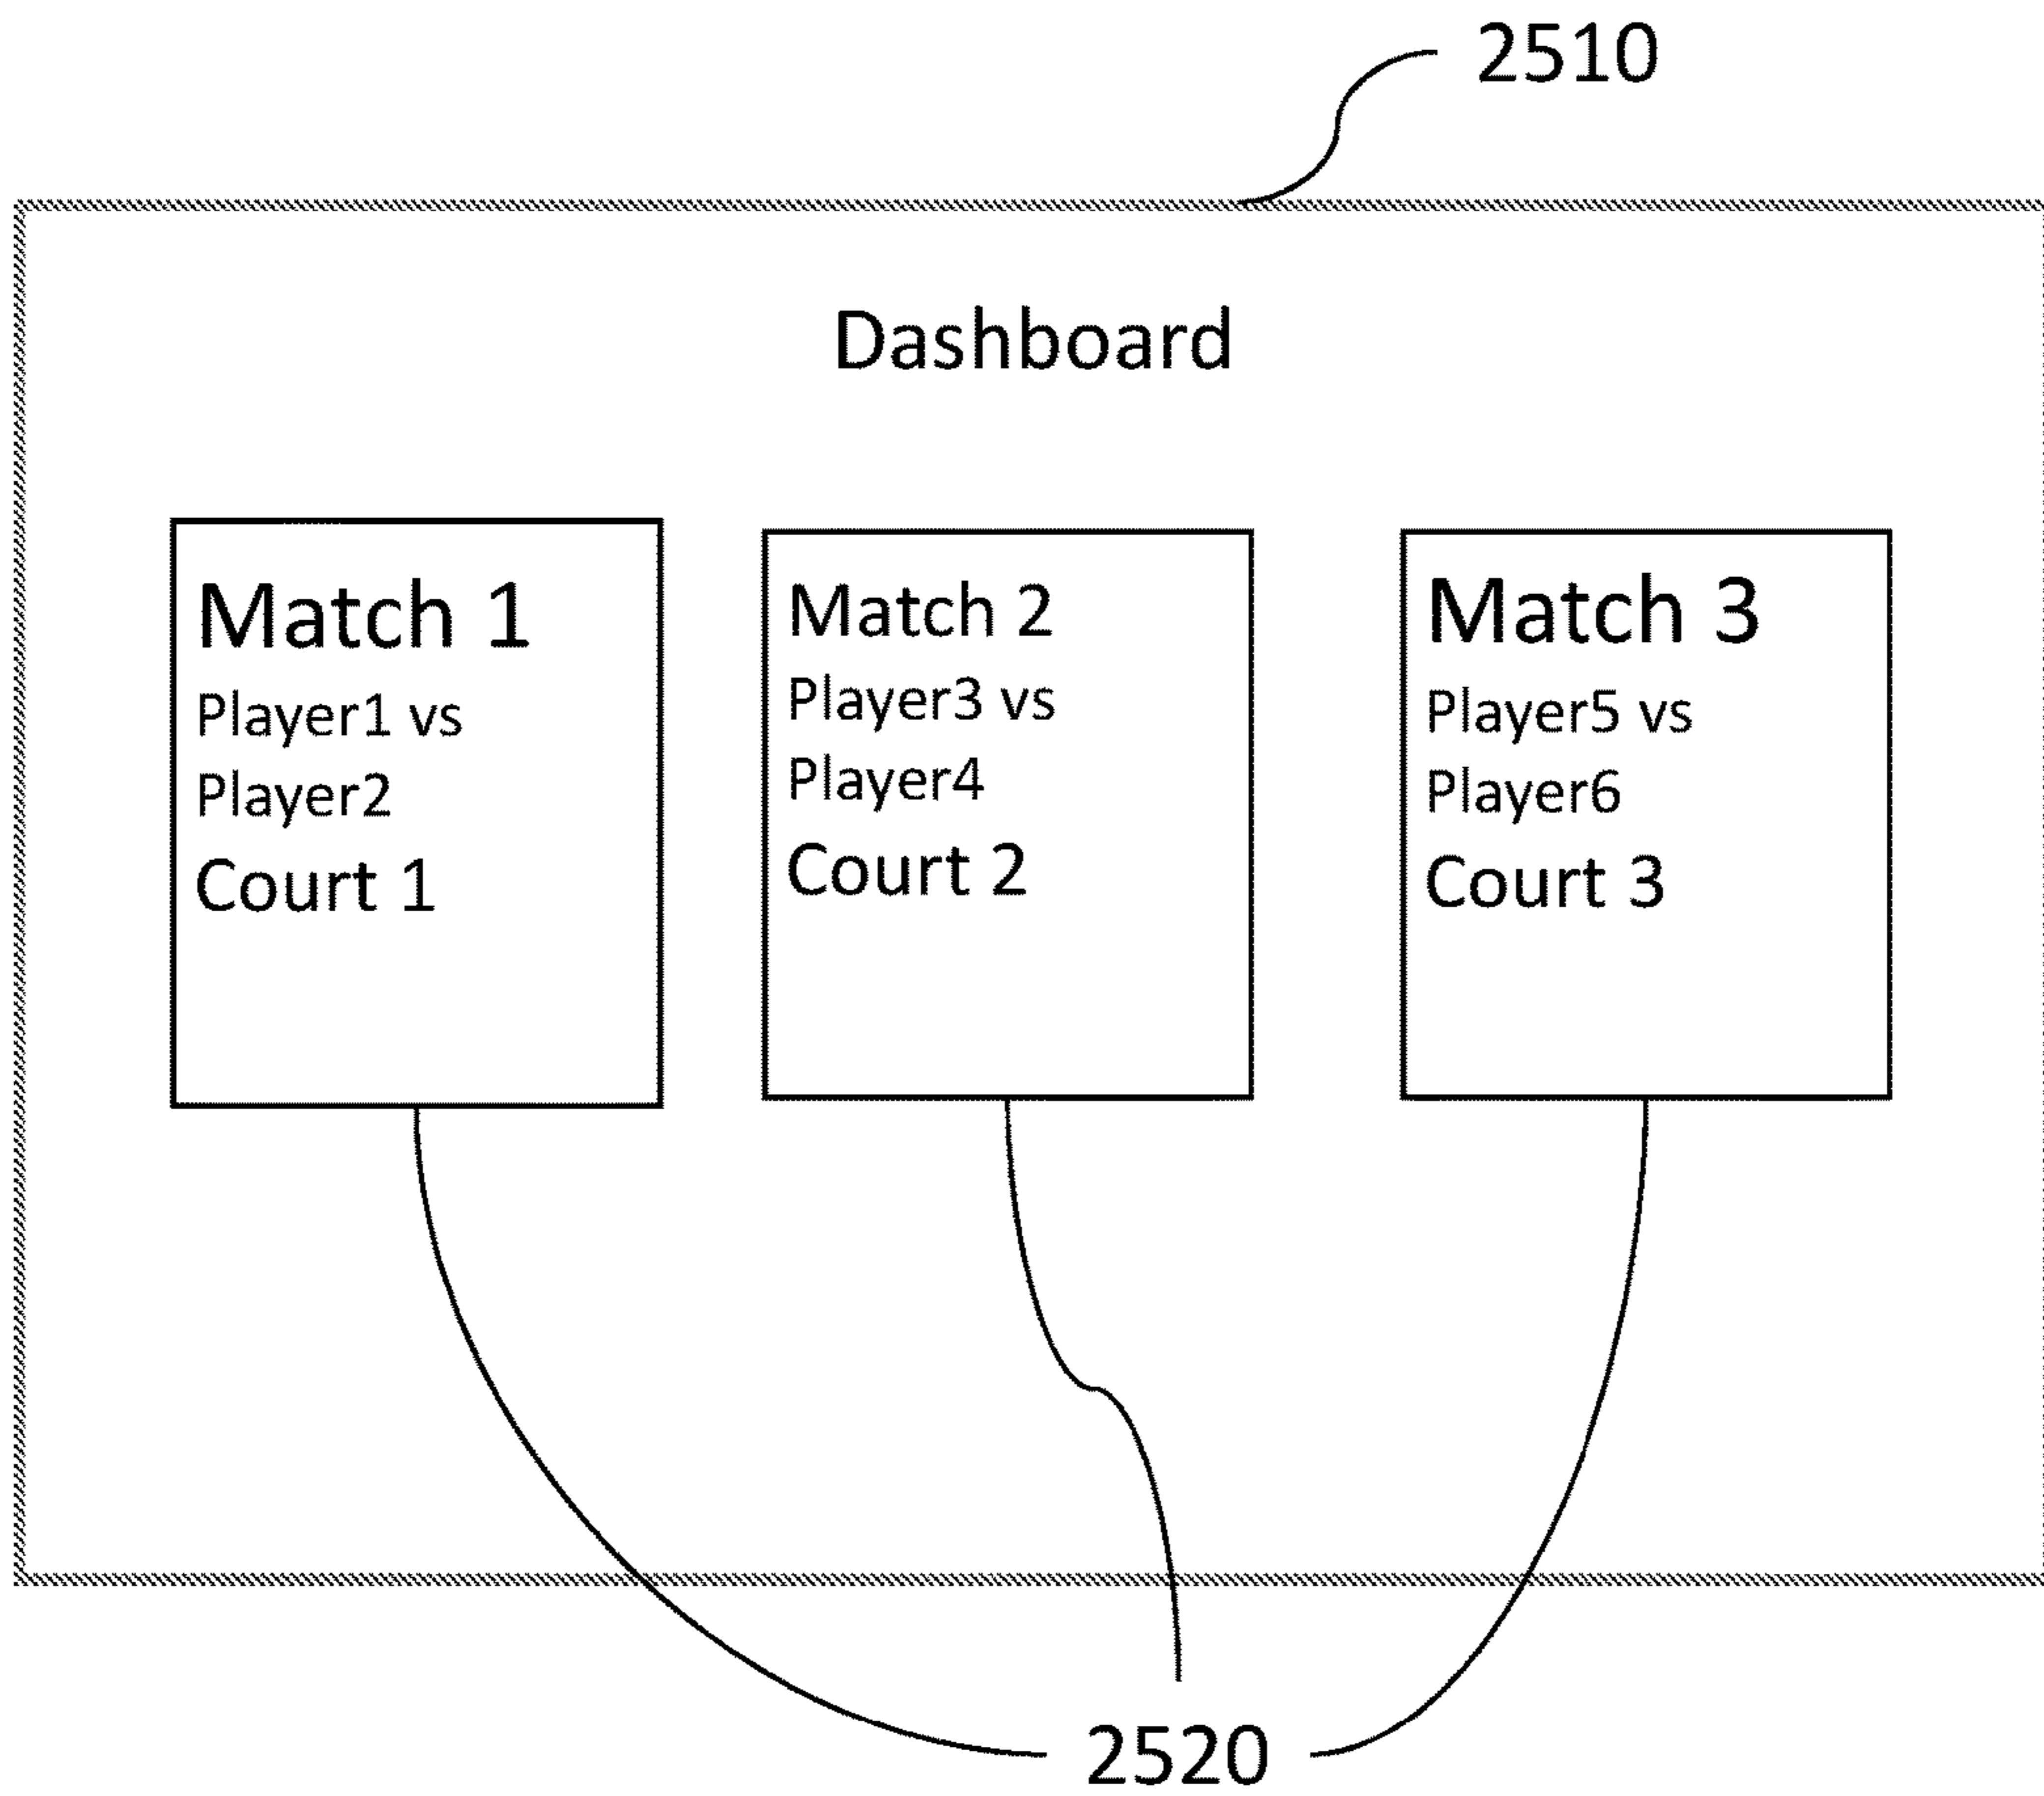 2510
Dashboard
Match 1
Player1 vs
Player2
Court 1
Match 2
Player3 vs
Player4
Court 2
Match 3
Player5 vs
Player6
Court 3
2520